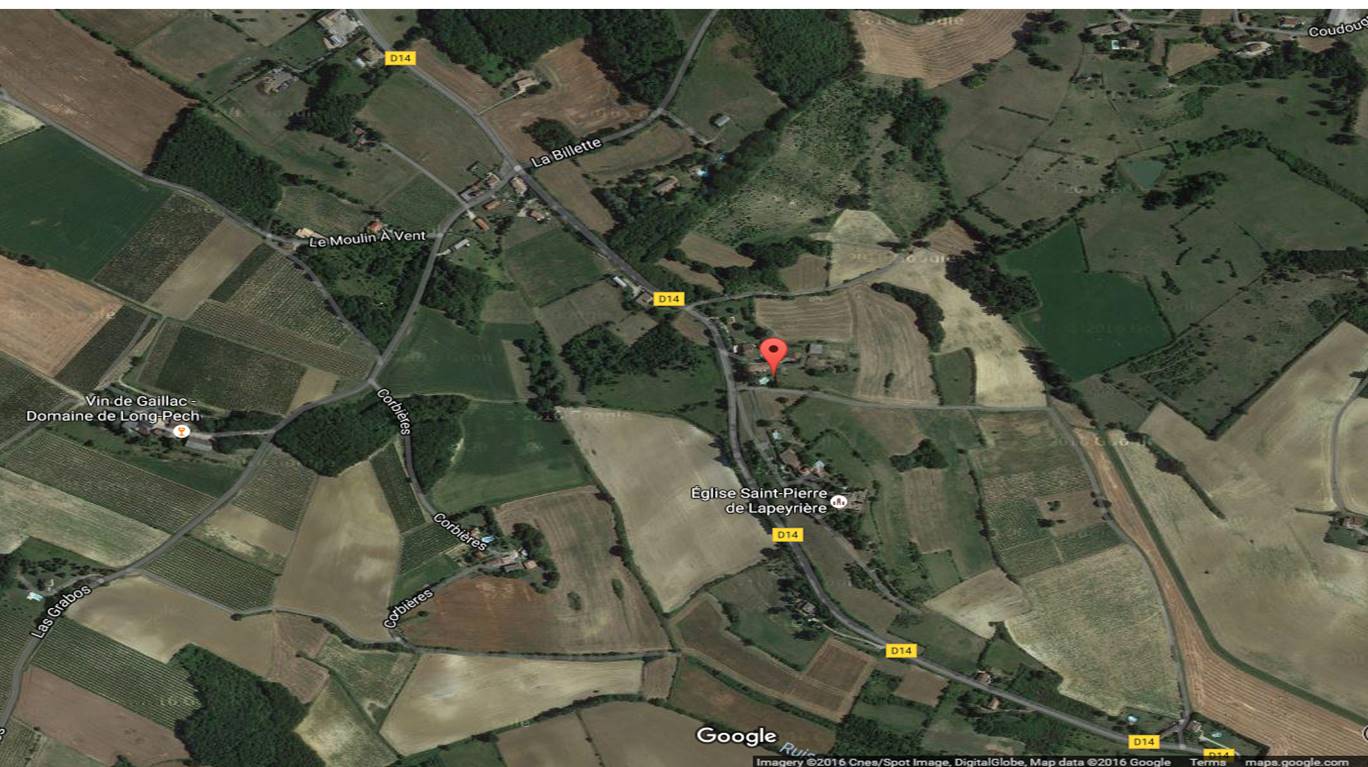 Coudouc
D14
La Billette
Le Moulin À Vent
D14
Vin de Gaillac -
Domaine de Long-Pech
Corbières
Église Saint-Pierre
de Lapeyrière
Corbières
D14
Las Grabos
Corbières
D14
Google
D14
D14
Imagery ©2016 Cnes/Spot Image, DigitalGlobe, Map data ©2016 Google Terms maps.google.com